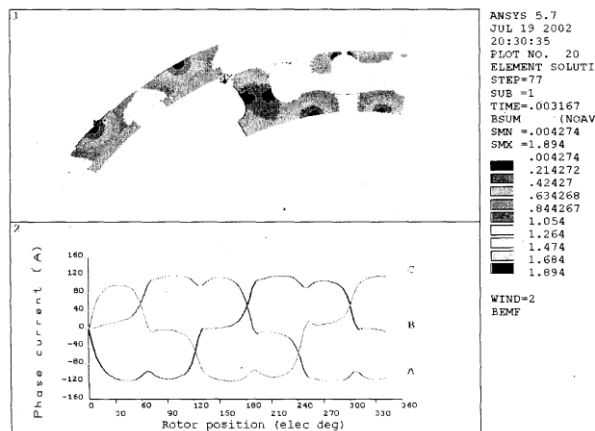 1
ANSYS 5.7
JUL 19 2002
20:30:35
PLOT NO. 20
ELEMENT SOLUTI
STEP=77
SUB =1
TIME=.003167
BSUM (NOAV
SMN =.004274
SMX =1.894
.004274
.214272
.42427
.634268
.844267
1.054
1.264
1.474
1.684
1.894
WIND=2
BEMF
2
Phase current (A)
160
120
80
40
0
-40
-80
-120
-160
C
B
A
0
30
60
90
120
150
180
210
240
270
300
330
360
Rotor position (elec deg)